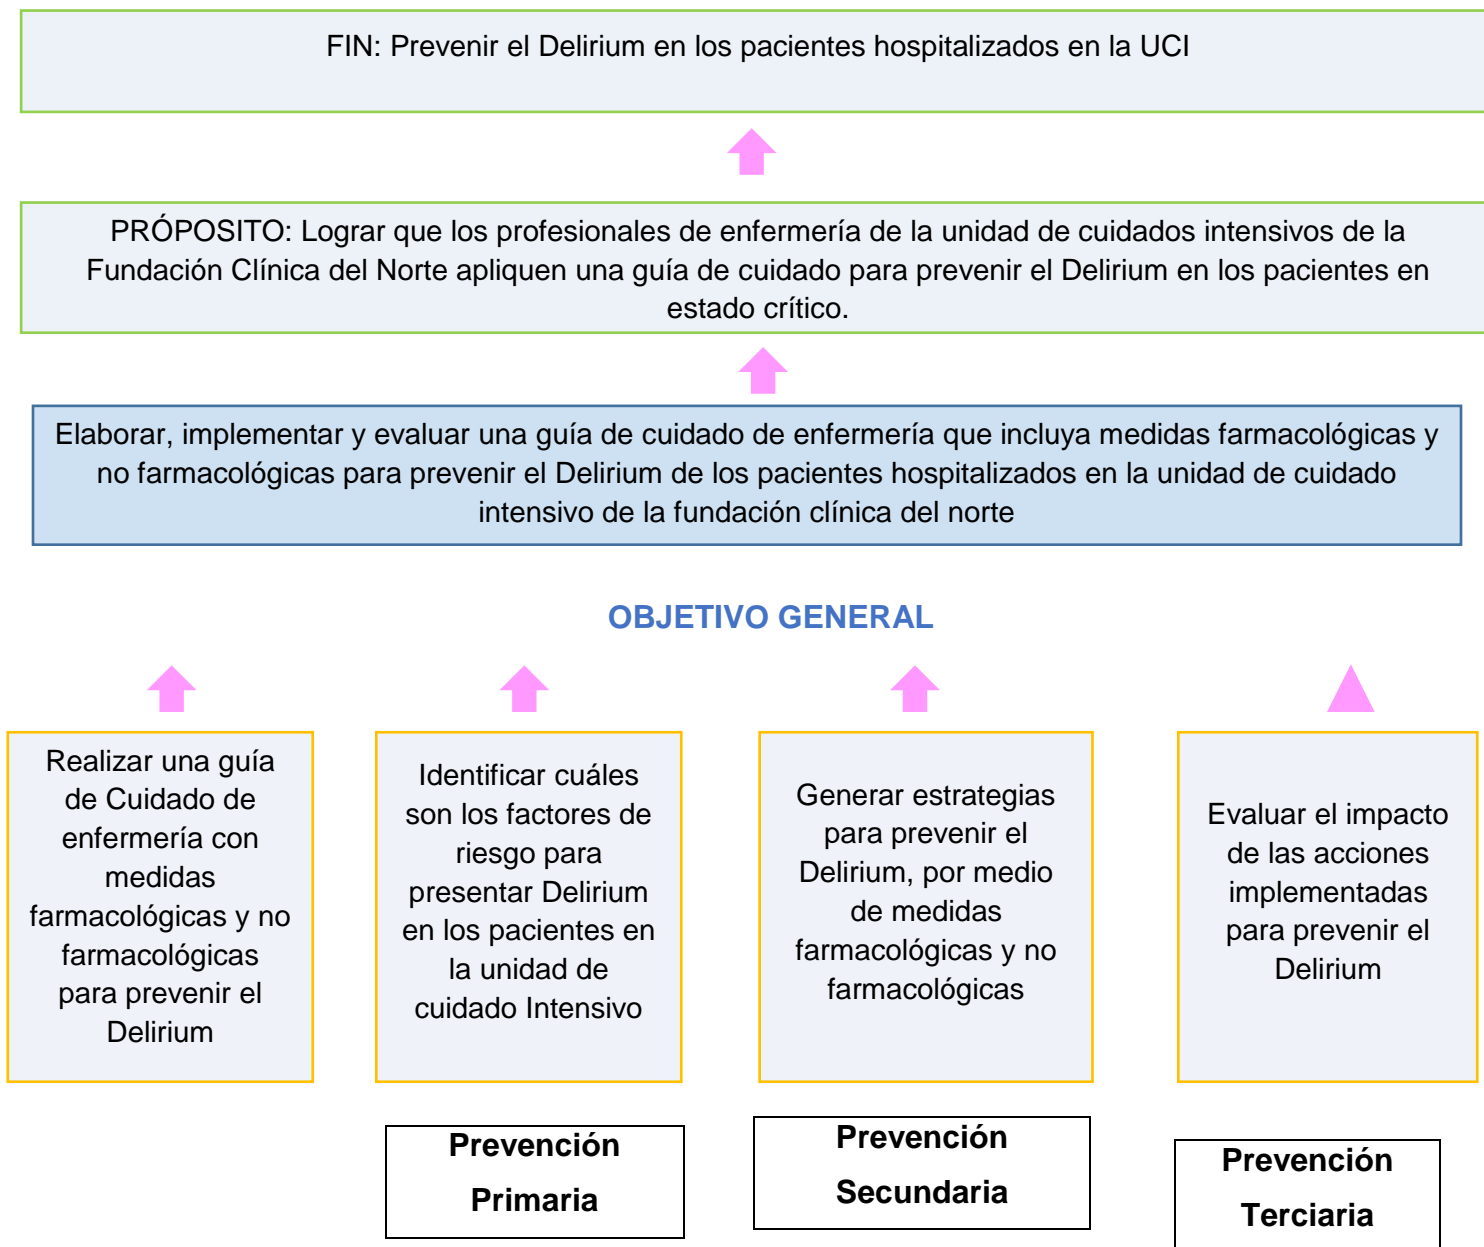 FIN: Prevenir el Delirium en los pacientes hospitalizados en la UCI
PRÓPOSITO: Lograr que los profesionales de enfermería de la unidad de cuidados intensivos de la
Fundación Clínica del Norte apliquen una guía de cuidado para prevenir el Delirium en los pacientes en
estado crítico.
Elaborar, implementar y evaluar una guía de cuidado de enfermería que incluya medidas farmacológicas y
no farmacológicas para prevenir el Delirium de los pacientes hospitalizados en la unidad de cuidado
intensivo de la fundación clínica del norte
OBJETIVO GENERAL
Realizar una guía
de Cuidado de
enfermería con
medidas
farmacológicas y no
farmacológicas
para prevenir el
Delirium
Identificar cuáles
son los factores de
riesgo para
presentar Delirium
en los pacientes en
la unidad de
cuidado Intensivo
Generar estrategias
para prevenir el
Delirium, por medio
de medidas
farmacológicas y no
farmacológicas
Evaluar el impacto
de las acciones
implementadas
para prevenir el
Delirium
Prevención
Primaria
Prevención
Secundaria
Prevención
Terciaria